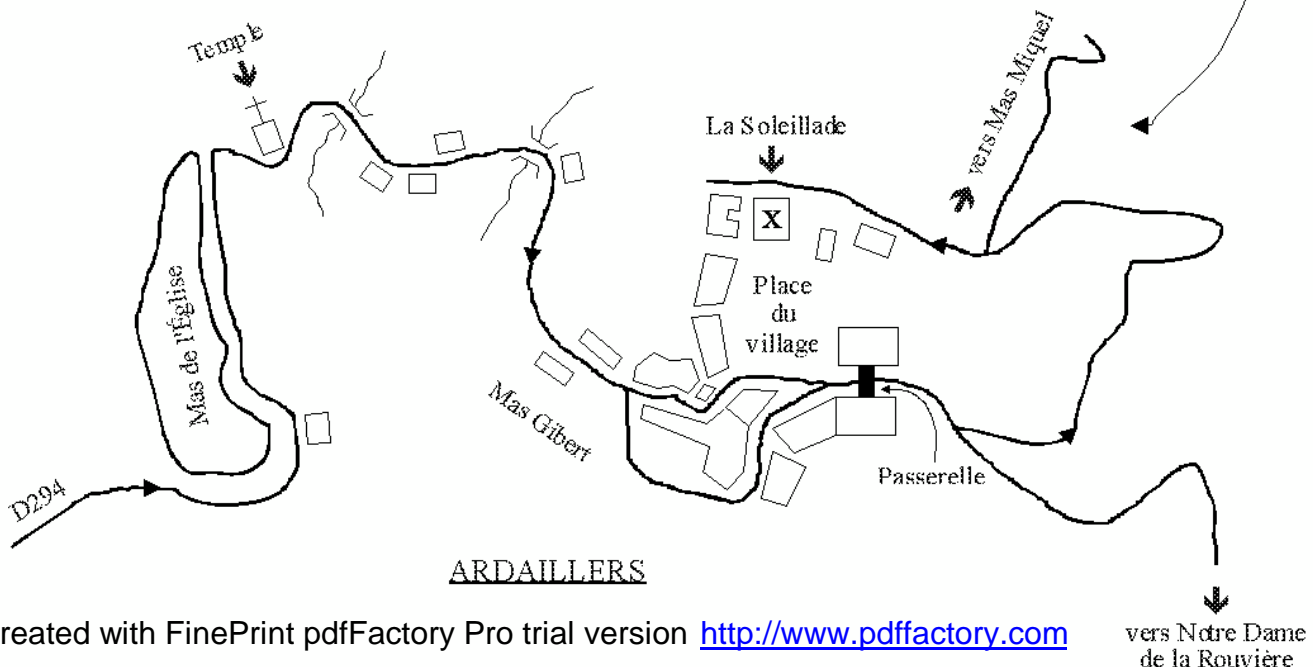 Temple
vers Mas Miquel
La Soleillade
X
Mas de l'Église
Place
du
village
Mas Gibert
Passerelle
D294
ARDAILLERS
reated with FinePrint pdfFactory Pro trial version http://www.pdffactory.com
vers Notre Dame
de la Rouvière